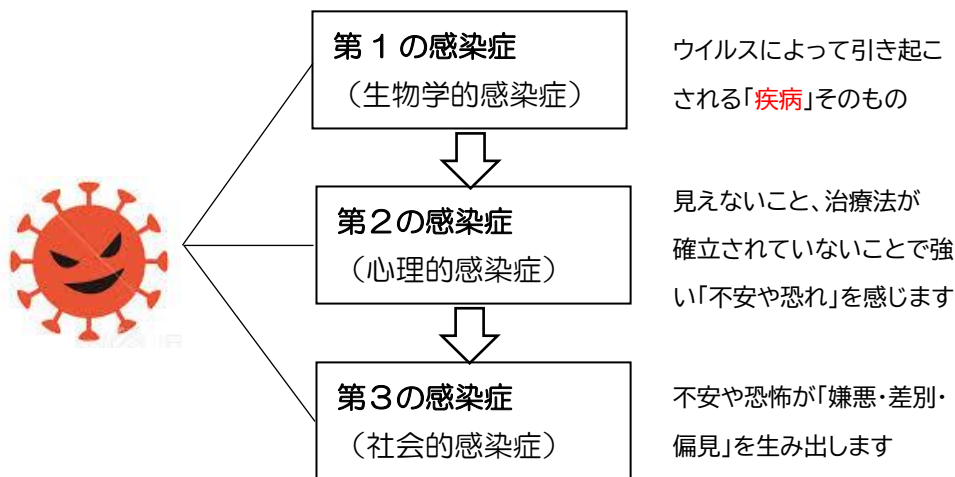 第１の感染症
（生物学的感染症）
ウイルスによって引き起こ
される「疾病」そのもの
第２の感染症
（心理的感染症）
見えないこと、治療法が
確立されていないことで強
い「不安や恐れ」を感じます
第３の感染症
（社会的感染症）
不安や恐怖が「嫌悪・差別・
偏見」を生み出します